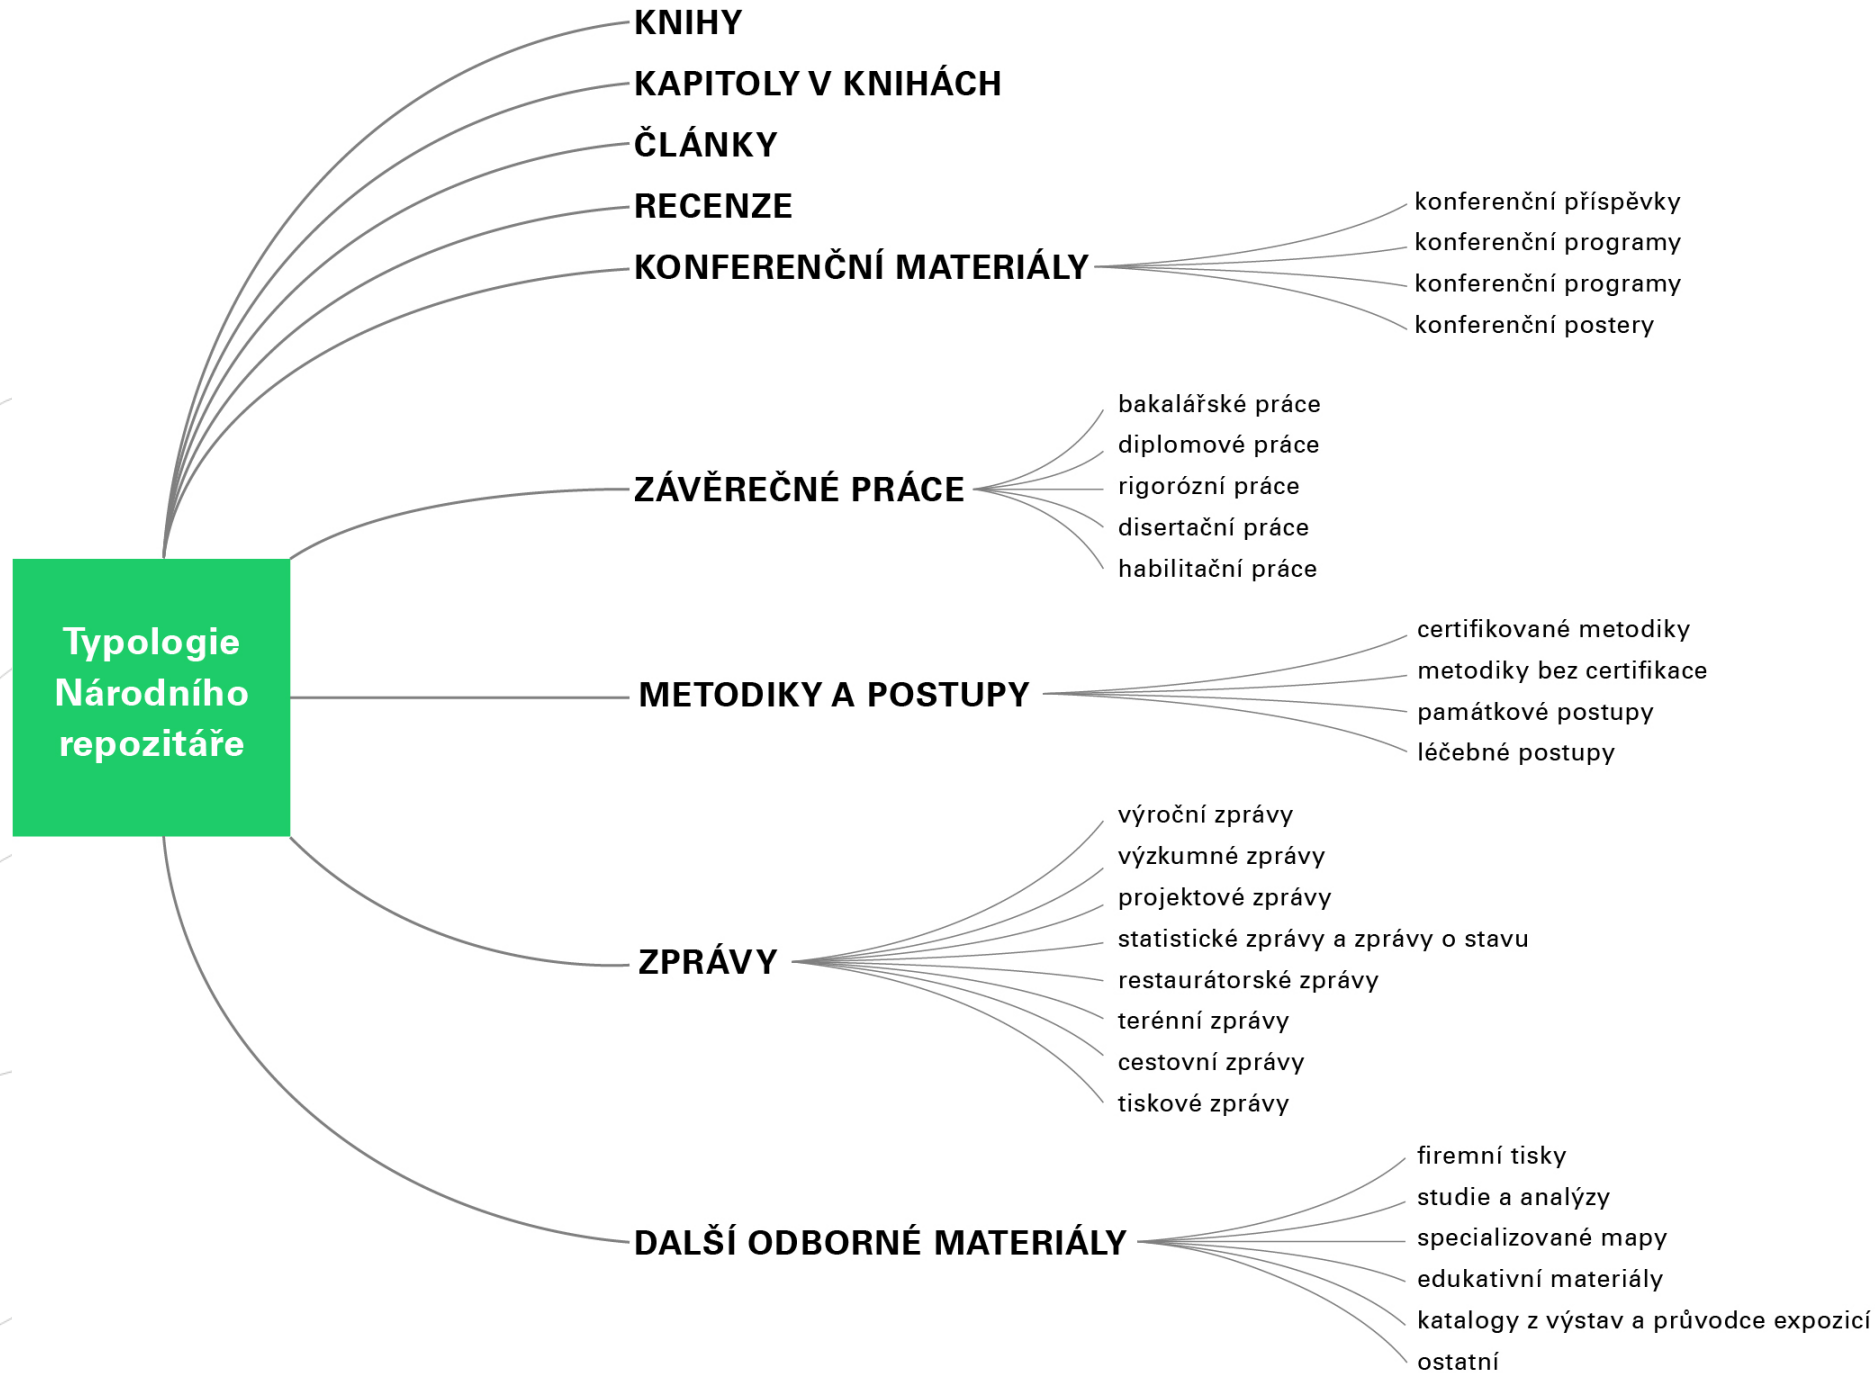 KNIHY
KAPITOLY V KNIHÁCH
ČLÁNKY
RECENZE
KONFERENČNÍ MATERIÁLY
konferenční příspěvky
konferenční programy
konferenční programy
konferenční postery
ZÁVĚREČNÉ PRÁCE
bakalářské práce
diplomové práce
rigorózní práce
disertační práce
habilitační práce
Typologie
Národního
repozitáře
METODIKY A POSTUPY
certifikované metodiky
metodiky bez certifikace
památkové postupy
léčebné postupy
ZPRÁVY
výroční zprávy
výzkumné zprávy
projektové zprávy
statistické zprávy a zprávy o stavu
restaurátorské zprávy
terénní zprávy
cestovní zprávy
tiskové zprávy
DALŠÍ ODBORNÉ MATERIÁLY
firemní tisky
studie a analýzy
specializované mapy
edukativní materiály
katalogy z výstav a průvodce expozicí
ostatní